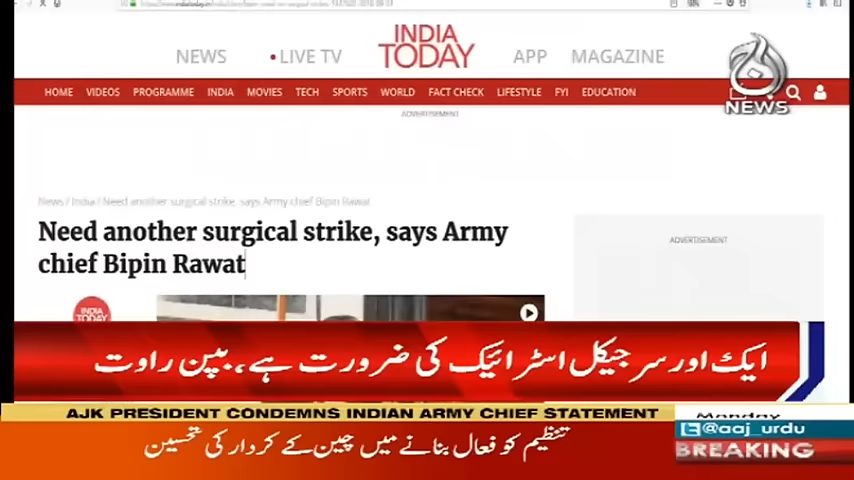 INDIA
TODAY
NEWS
LIVE TV
APP
MAGAZINE
HOME VIDEOS PROGRAMME INDIA MOVIES TECH SPORTS WORLD FACT CHECK LIFESTYLE FYI EDUCATION
آج
NEWS
ADVERTISEMENT
News / India / Need another surgical strike, says Army chief Bipin Rawat
Need another surgical strike, says Army
chief Bipin Rawat
ADVERTISEMENT
INDIA
TODAY
ایک اور سرجیکل اسٹرائیک کی ضرورت ہے، بپن راوت
AJK PRESIDENT CONDEMNS INDIAN ARMY CHIEF STATEMENT
Monday
@aaj_urdu
تنظیم کو فعال بنانے میں چین کے کردار کی تحسین
BREAKING